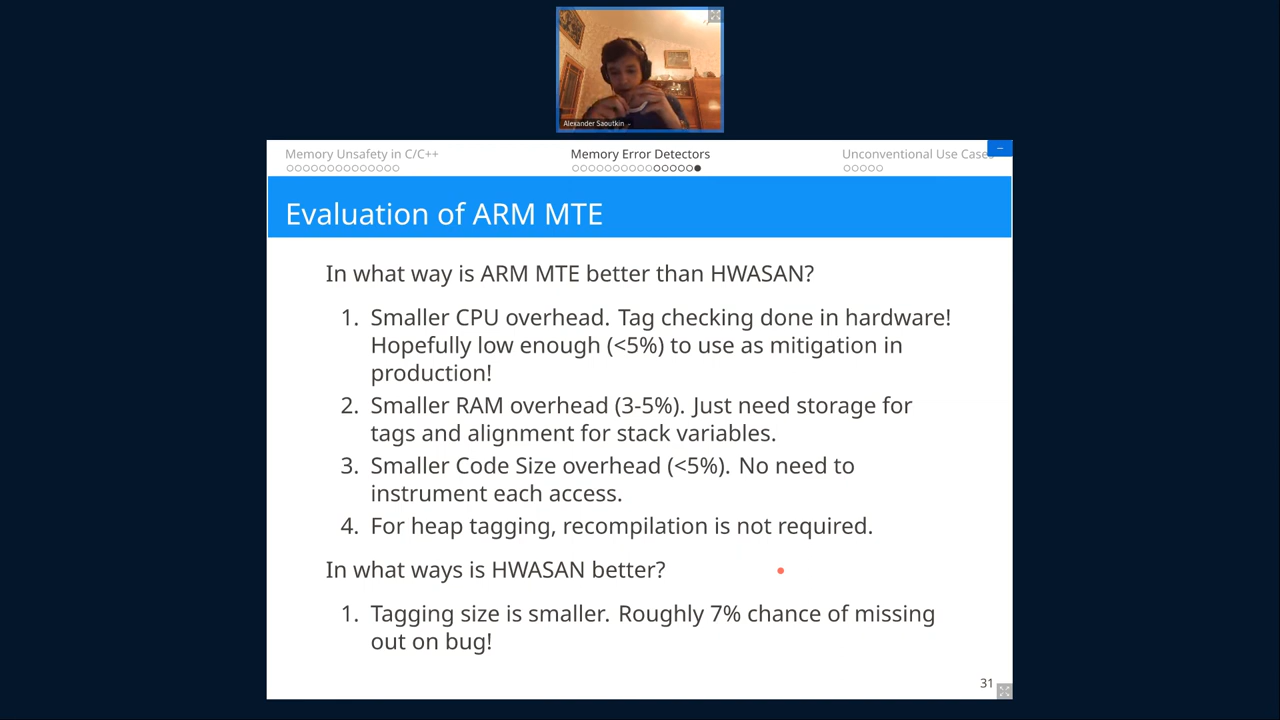 Alexander Saoutkin
Memory Unsafety in C/C++
Memory Error Detectors
Unconventional Use Cases
Evaluation of ARM MTE
In what way is ARM MTE better than HWASAN?
1. Smaller CPU overhead. Tag checking done in hardware!
Hopefully low enough (<5%) to use as mitigation in
production!
2. Smaller RAM overhead (3-5%). Just need storage for
tags and alignment for stack variables.
3. Smaller Code Size overhead (<5%). No need to
instrument each access.
4. For heap tagging, recompilation is not required.
In what ways is HWASAN better?
1. Tagging size is smaller. Roughly 7% chance of missing
out on bug!
31